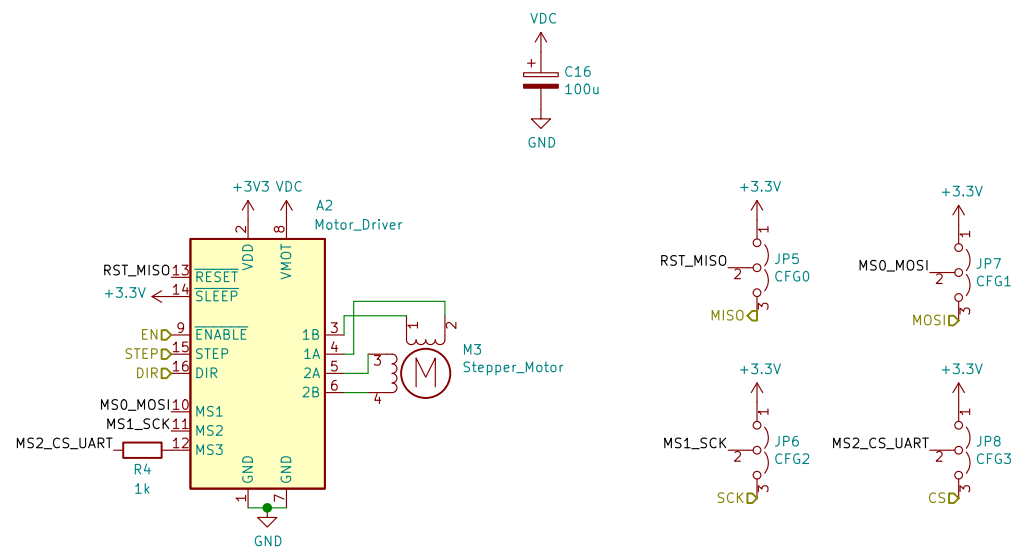 VDC
+
C16
100u
GND
+3V3 VDC
A2
Motor_Driver
2
8
VDD
VMOT
RST_MISO 13 RESET
+3.3V 14 SLEEP
EN 9 ENABLE
STEP 15 STEP
DIR 16 DIR
MS0_MOSI 10 MS1
MS1_SCK 11 MS2
MS2_CS_UART 12 MS3
R4
1k
1B 3
1A 4
2A 5
2B 6
1
2
3
4
M
M3
Stepper_Motor
GND
GND
1
7
GND
+3.3V
1
RST_MISO 2
JP5
CFG0
3
MISO
+3.3V
1
MS0_MOSI 2
JP7
CFG1
3
MOSI
+3.3V
1
MS1_SCK 2
JP6
CFG2
3
SCK
+3.3V
1
MS2_CS_UART 2
JP8
CFG3
3
CS